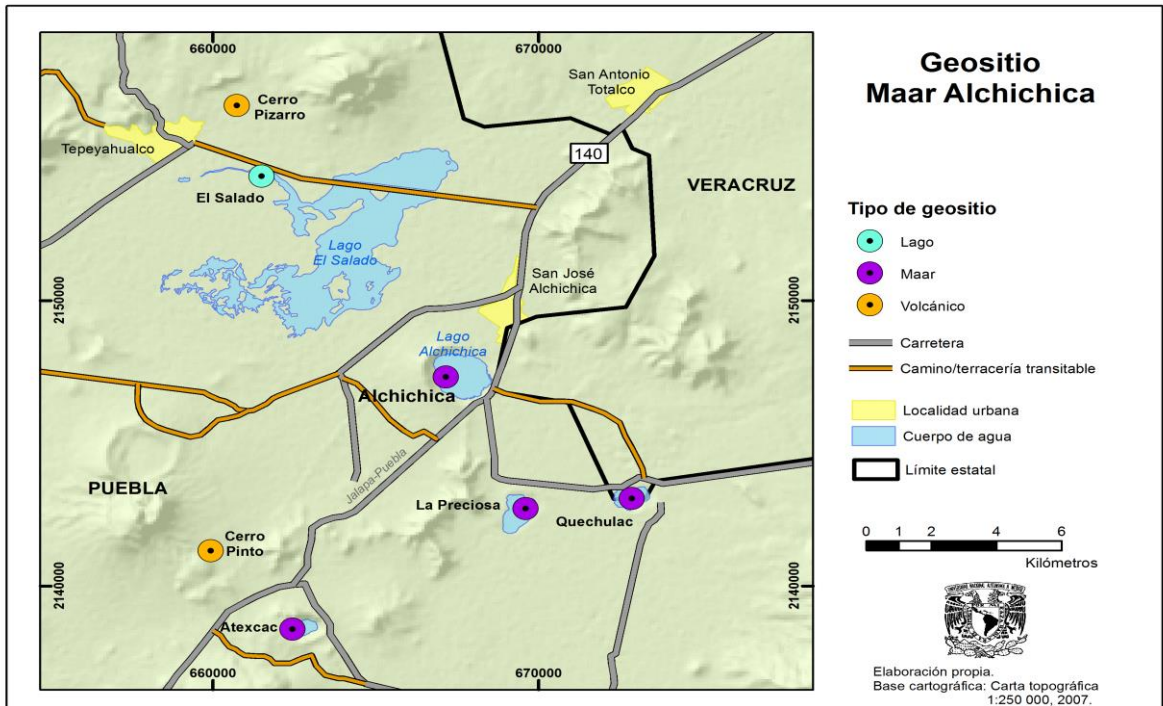 660000
670000
Cerro
Pizarro
San Antonio
Totalco
Tepeyahualco
140
El Salado
VERACRUZ
Lago
El Salado
San José
Alchichica
2150000
2150000
Lago
Alchichica
Alchichica
PUEBLA
Jalapa-Puebla
La Preciosa
Quechulac
Cerro
Pinto
2140000
2140000
Atexcac
660000
670000
Geositio
Maar Alchichica
Tipo de geositio
Lago
Maar
Volcánico
Carretera
Camino/terracería transitable
Localidad urbana
Cuerpo de agua
Límite estatal
0 1 2 4 6
Kilómetros
Elaboración propia.
Base cartográfica: Carta topográfica
1:250 000, 2007.